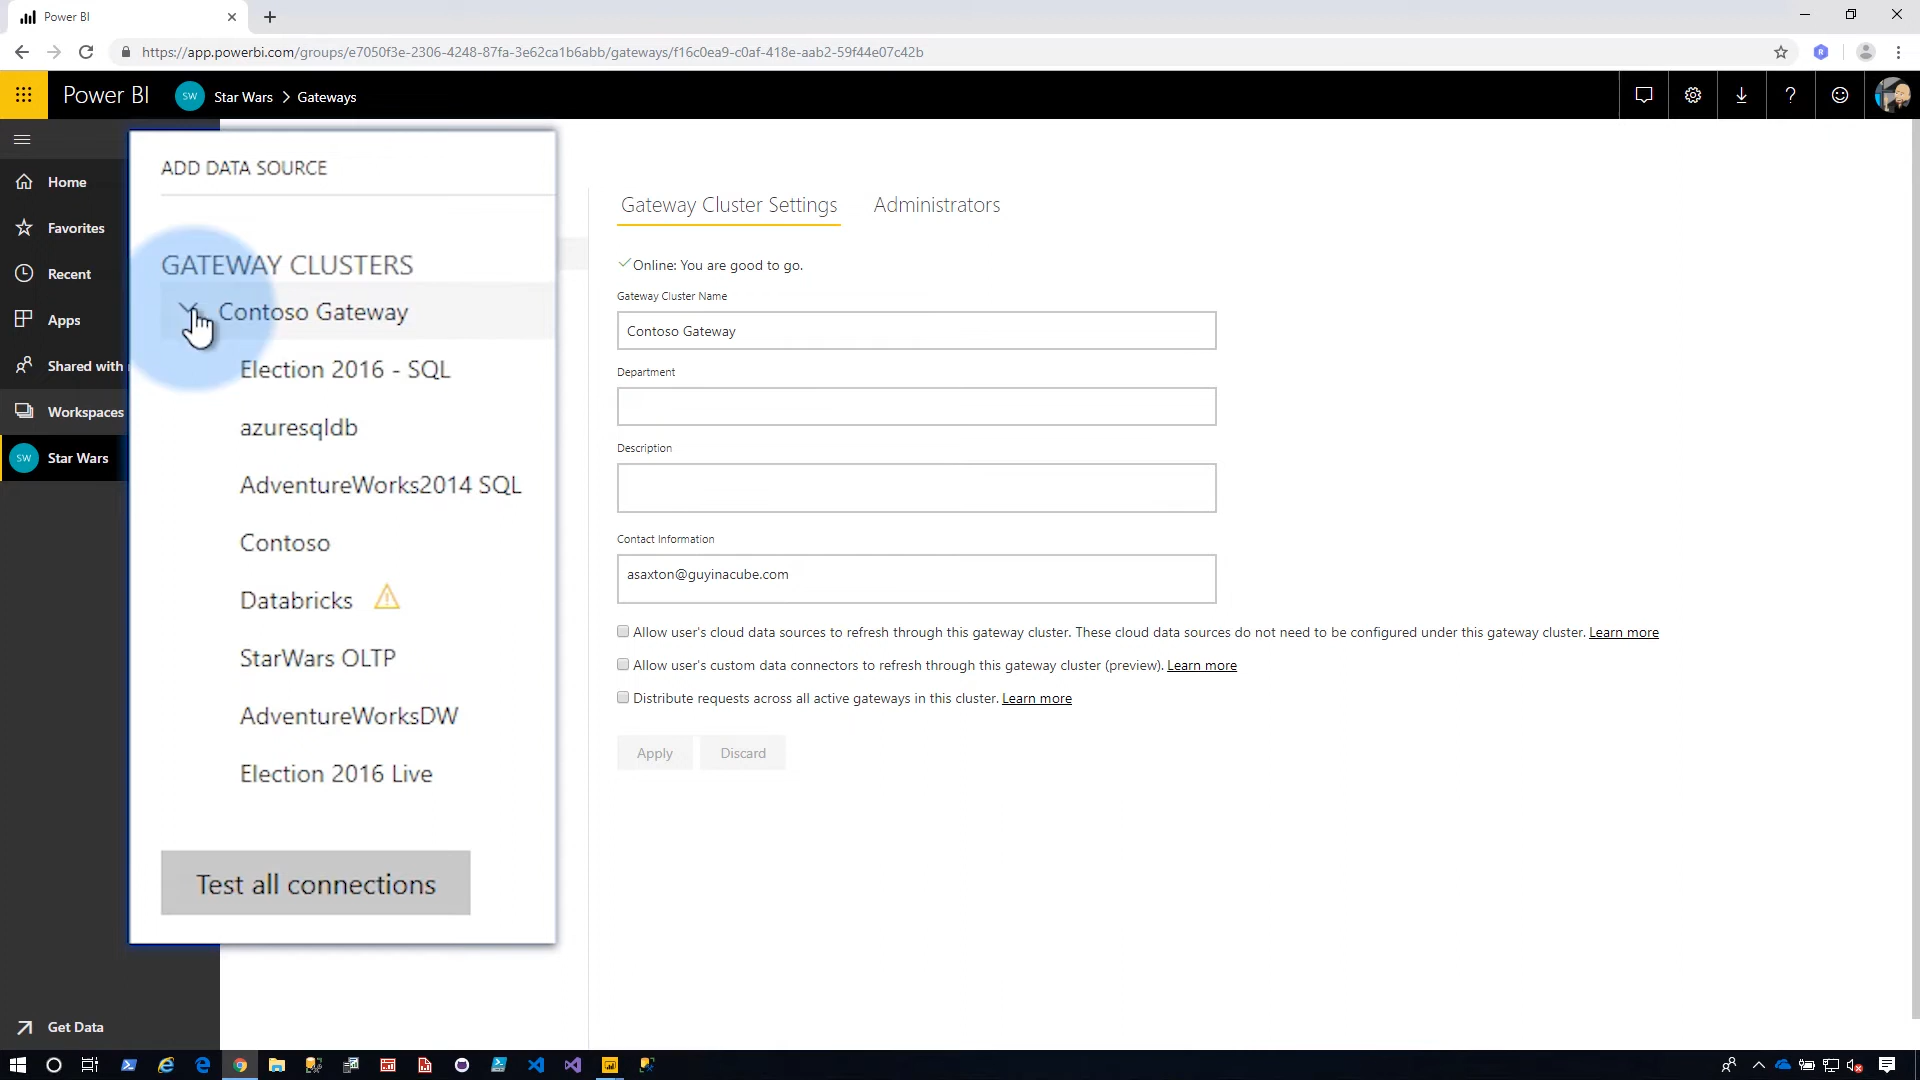 Power BI
https://app.powerbi.com/groups/e7050f3e-2306-4248-87fa-3e62ca1b6abb/gateways/f16c0ea9-c0af-418e-aab2-59f44e07c42b
Power BI
SW
Star Wars > Gateways
Home
Favorites
Recent
Apps
Shared with
Workspaces
SW
Star Wars
Get Data
ADD DATA SOURCE
GATEWAY CLUSTERS
Contoso Gateway
Election 2016 - SQL
azuresqldb
AdventureWorks2014 SQL
Contoso
Databricks
StarWars OLTP
AdventureWorksDW
Election 2016 Live
Test all connections
Gateway Cluster Settings
Administrators
Online: You are good to go.
Gateway Cluster Name
Contoso Gateway
Department
Description
Contact Information
asaxton@guyinacube.com
Allow user's cloud data sources to refresh through this gateway cluster. These cloud data sources do not need to be configured under this gateway cluster. Learn more
Allow user's custom data connectors to refresh through this gateway cluster (preview). Learn more
Distribute requests across all active gateways in this cluster. Learn more
Apply
Discard